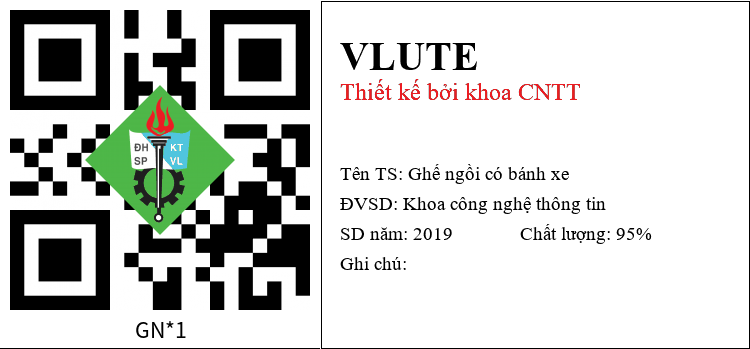 ĐH KT
SP VL
GN*1
VLUTE
Thiết kế bởi khoa CNTT
Tên TS: Ghế ngồi có bánh xe
ĐVSD: Khoa công nghệ thông tin
SD năm: 2019 Chất lượng: 95%
Ghi chú: